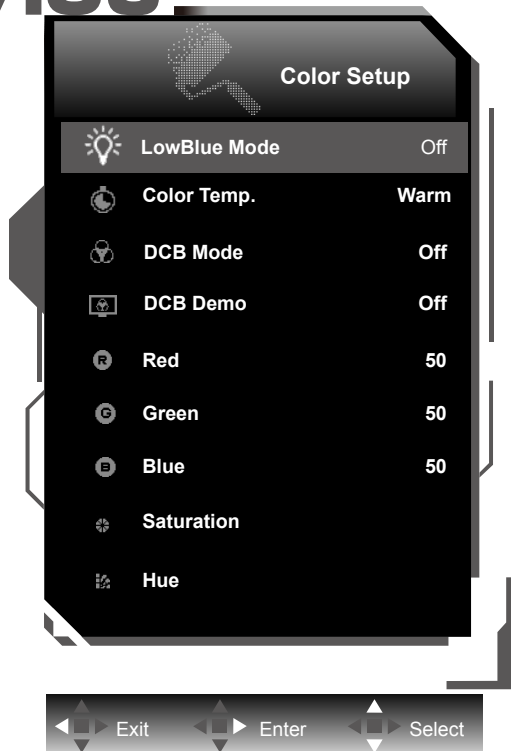 Color Setup
LowBlue Mode Off
Color Temp. Warm
DCB Mode Off
DCB Demo Off
R Red 50
G Green 50
B Blue 50
Saturation
Hue
Exit Enter Select